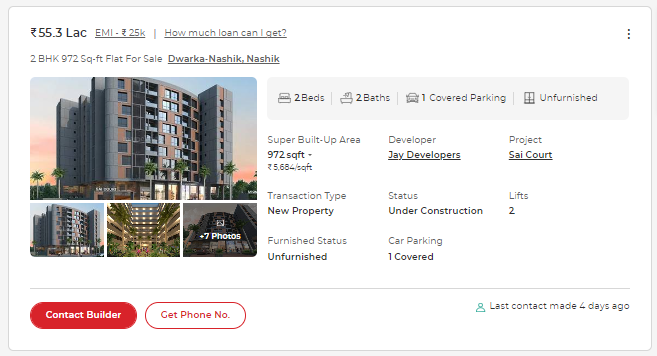 ₹55.3 Lac EMI - ₹ 25k | How much loan can I get?
2 BHK 972 Sq-ft Flat For Sale Dwarka-Nashik, Nashik
2 Beds 2 Baths 1 Covered Parking Unfurnished
Super Built-Up Area Developer Project
972 sqft Jay Developers Sai Court
₹5,684/sqft
SAI COURT
Transaction Type Status Lifts
New Property Under Construction 2
+7 Photos
Furnished Status Car Parking
Unfurnished 1 Covered
Contact Builder Get Phone No. Last contact made 4 days ago